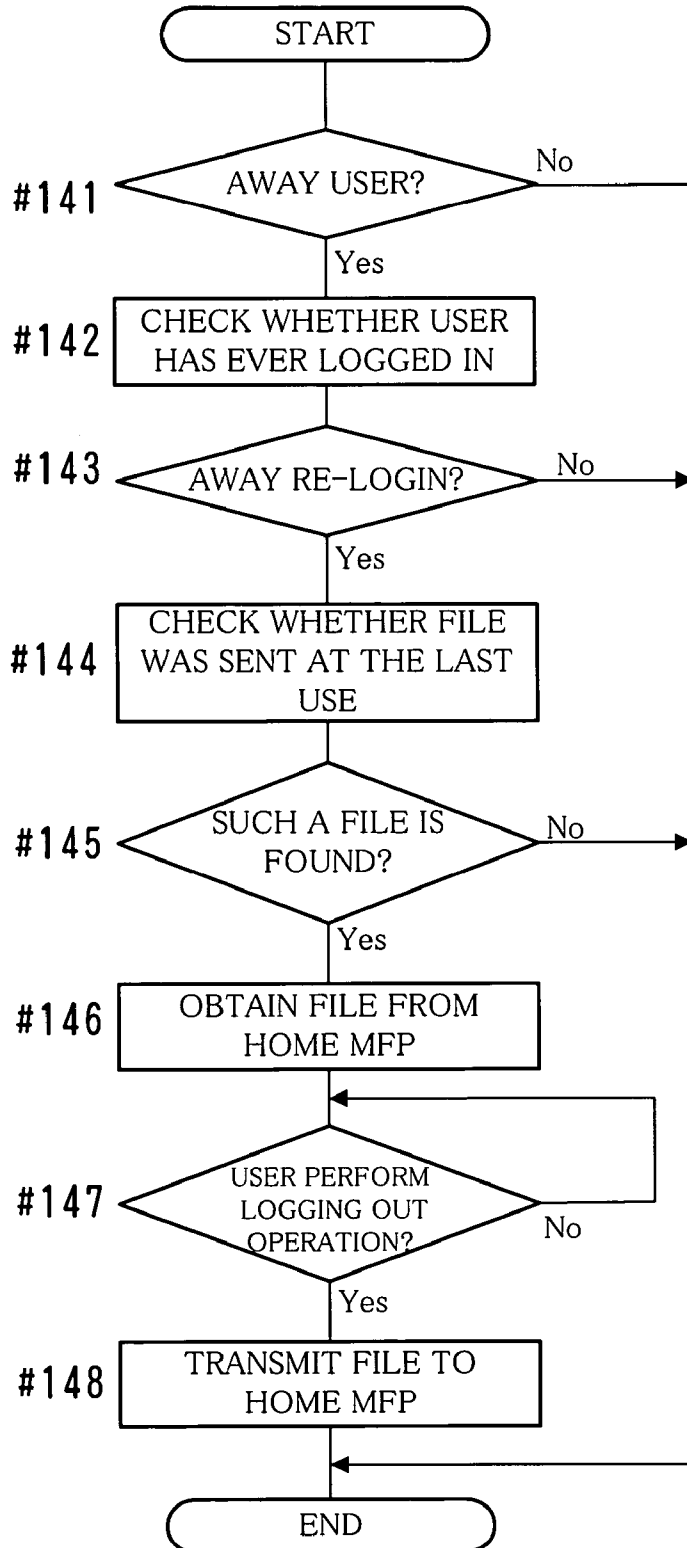 START
AWAY USER?
No
#141
Yes
#142
CHECK WHETHER USER
HAS EVER LOGGED IN
#143
AWAY RE-LOGIN?
No
Yes
#144
CHECK WHETHER FILE
WAS SENT AT THE LAST
USE
#145
SUCH A FILE IS
FOUND?
No
Yes
#146
OBTAIN FILE FROM
HOME MFP
#147
USER PERFORM
LOGGING OUT
OPERATION?
No
Yes
#148
TRANSMIT FILE TO
HOME MFP
END